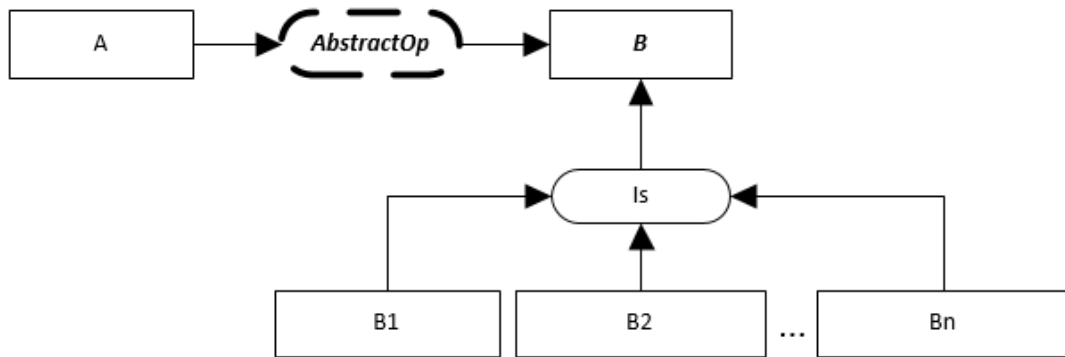 A
AbstractOp
B
Is
B1
B2
...
Bn